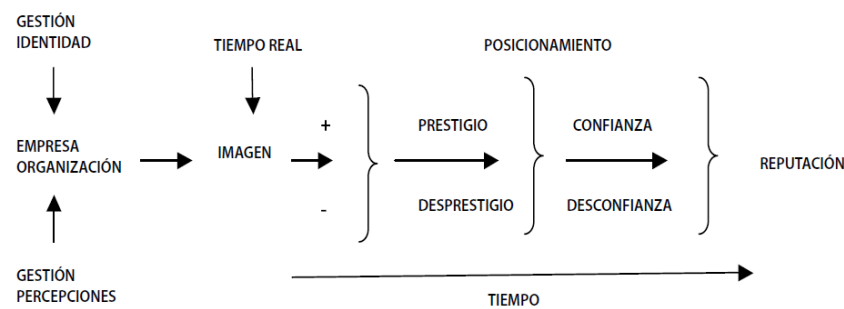 GESTIÓN
IDENTIDAD
TIEMPO REAL
POSICIONAMIENTO
EMPRESA
ORGANIZACIÓN
IMAGEN
+
-
PRESTIGIO
DESPRESTIGIO
CONFIANZA
DESCONFIANZA
REPUTACIÓN
GESTIÓN
PERCEPCIONES
TIEMPO